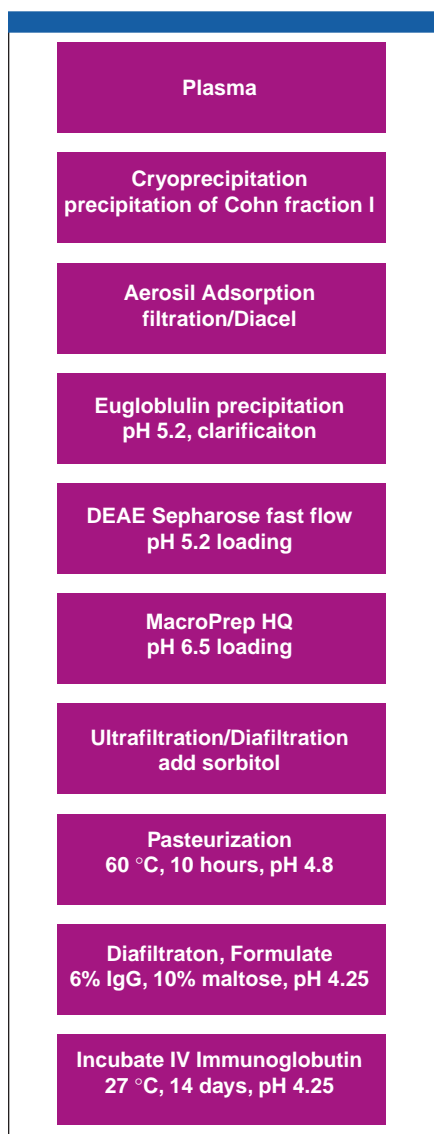 Plasma
Cryoprecipitation
precipitation of Cohn fraction I
Aerosil Adsorption
filtration/Diacel
Eugloblulin precipitation
pH 5.2, clarificaiton
DEAE Sepharose fast flow
pH 5.2 loading
MacroPrep HQ
pH 6.5 loading
Ultrafiltration/Diafiltration
add sorbitol
Pasteurization
60 °C, 10 hours, pH 4.8
Diafiltraton, Formulate
6% IgG, 10% maltose, pH 4.25
Incubate IV Immunoglobutin
27 °C, 14 days, pH 4.25